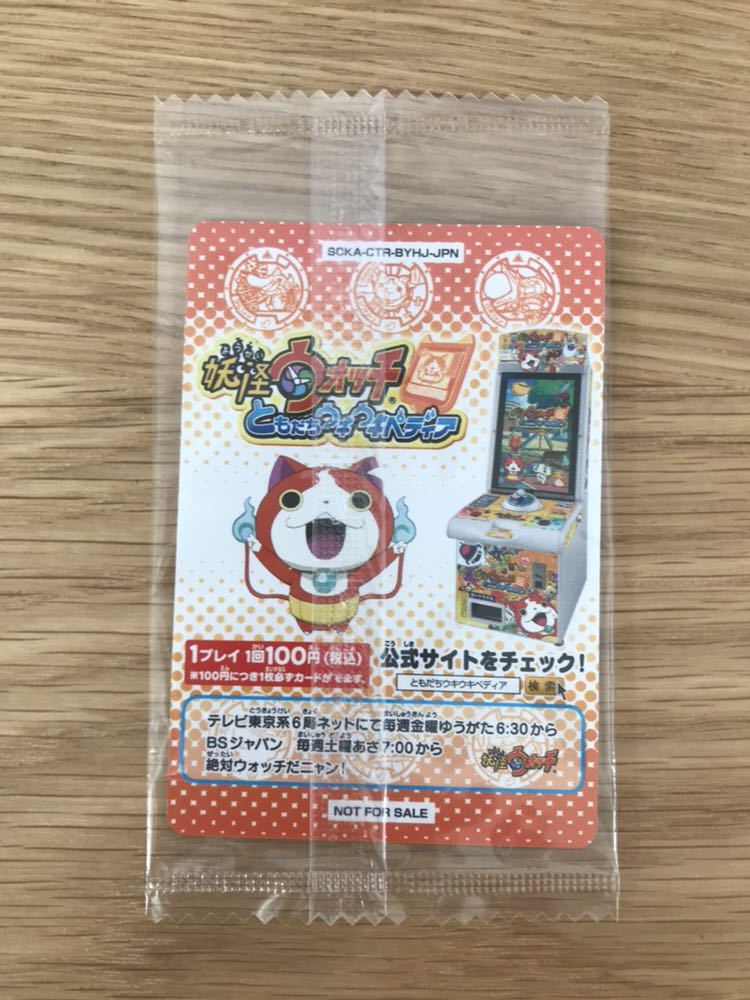 SCKA-CTR-BYHJ-JPN
ようかい
妖怪ウォッチ
ともだちウキウキペディア
1プレイ 1回100円(税込)
※100円につき1枚必ずカードがでます。
公式サイトをチェック!
ともだちウキウキペディア 検索
テレビ東京系6局ネットにて毎週金曜ゆうがた6:30から
BSジャパン 毎週土曜あさ7:00から
絶対ウォッチだニャン!
妖怪ウォッチ
NOT FOR SALE